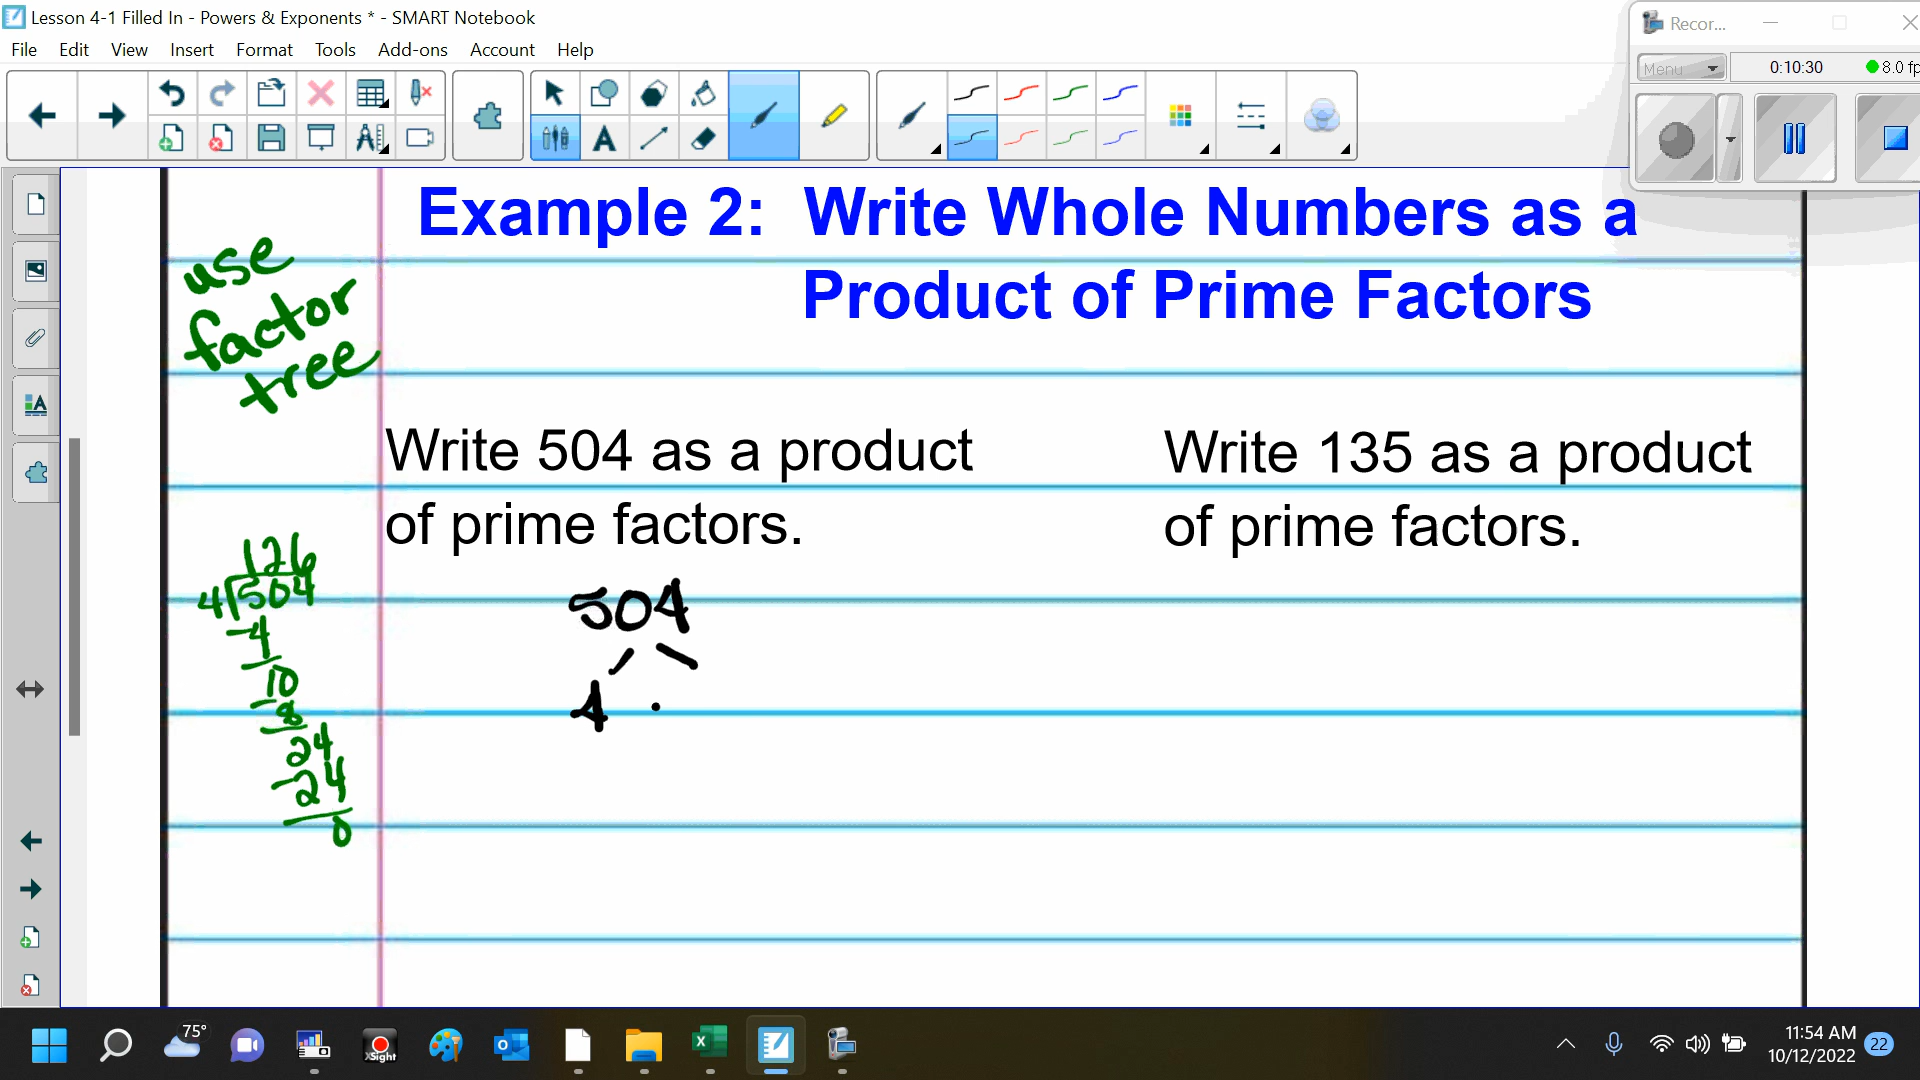 Lesson 4-1 Filled In - Powers & Exponents * - SMART Notebook
File Edit View Insert Format Tools Add-ons Account Help
Recor...
Menu 0:10:30 8.0 fp
Example 2: Write Whole Numbers as a
Product of Prime Factors
use
factor
tree
Write 504 as a product
of prime factors.
Write 135 as a product
of prime factors.
126
4)504
-4
10
-8
24
-24
0
504
4 ·
75°
XSight
11:54 AM
10/12/2022
22